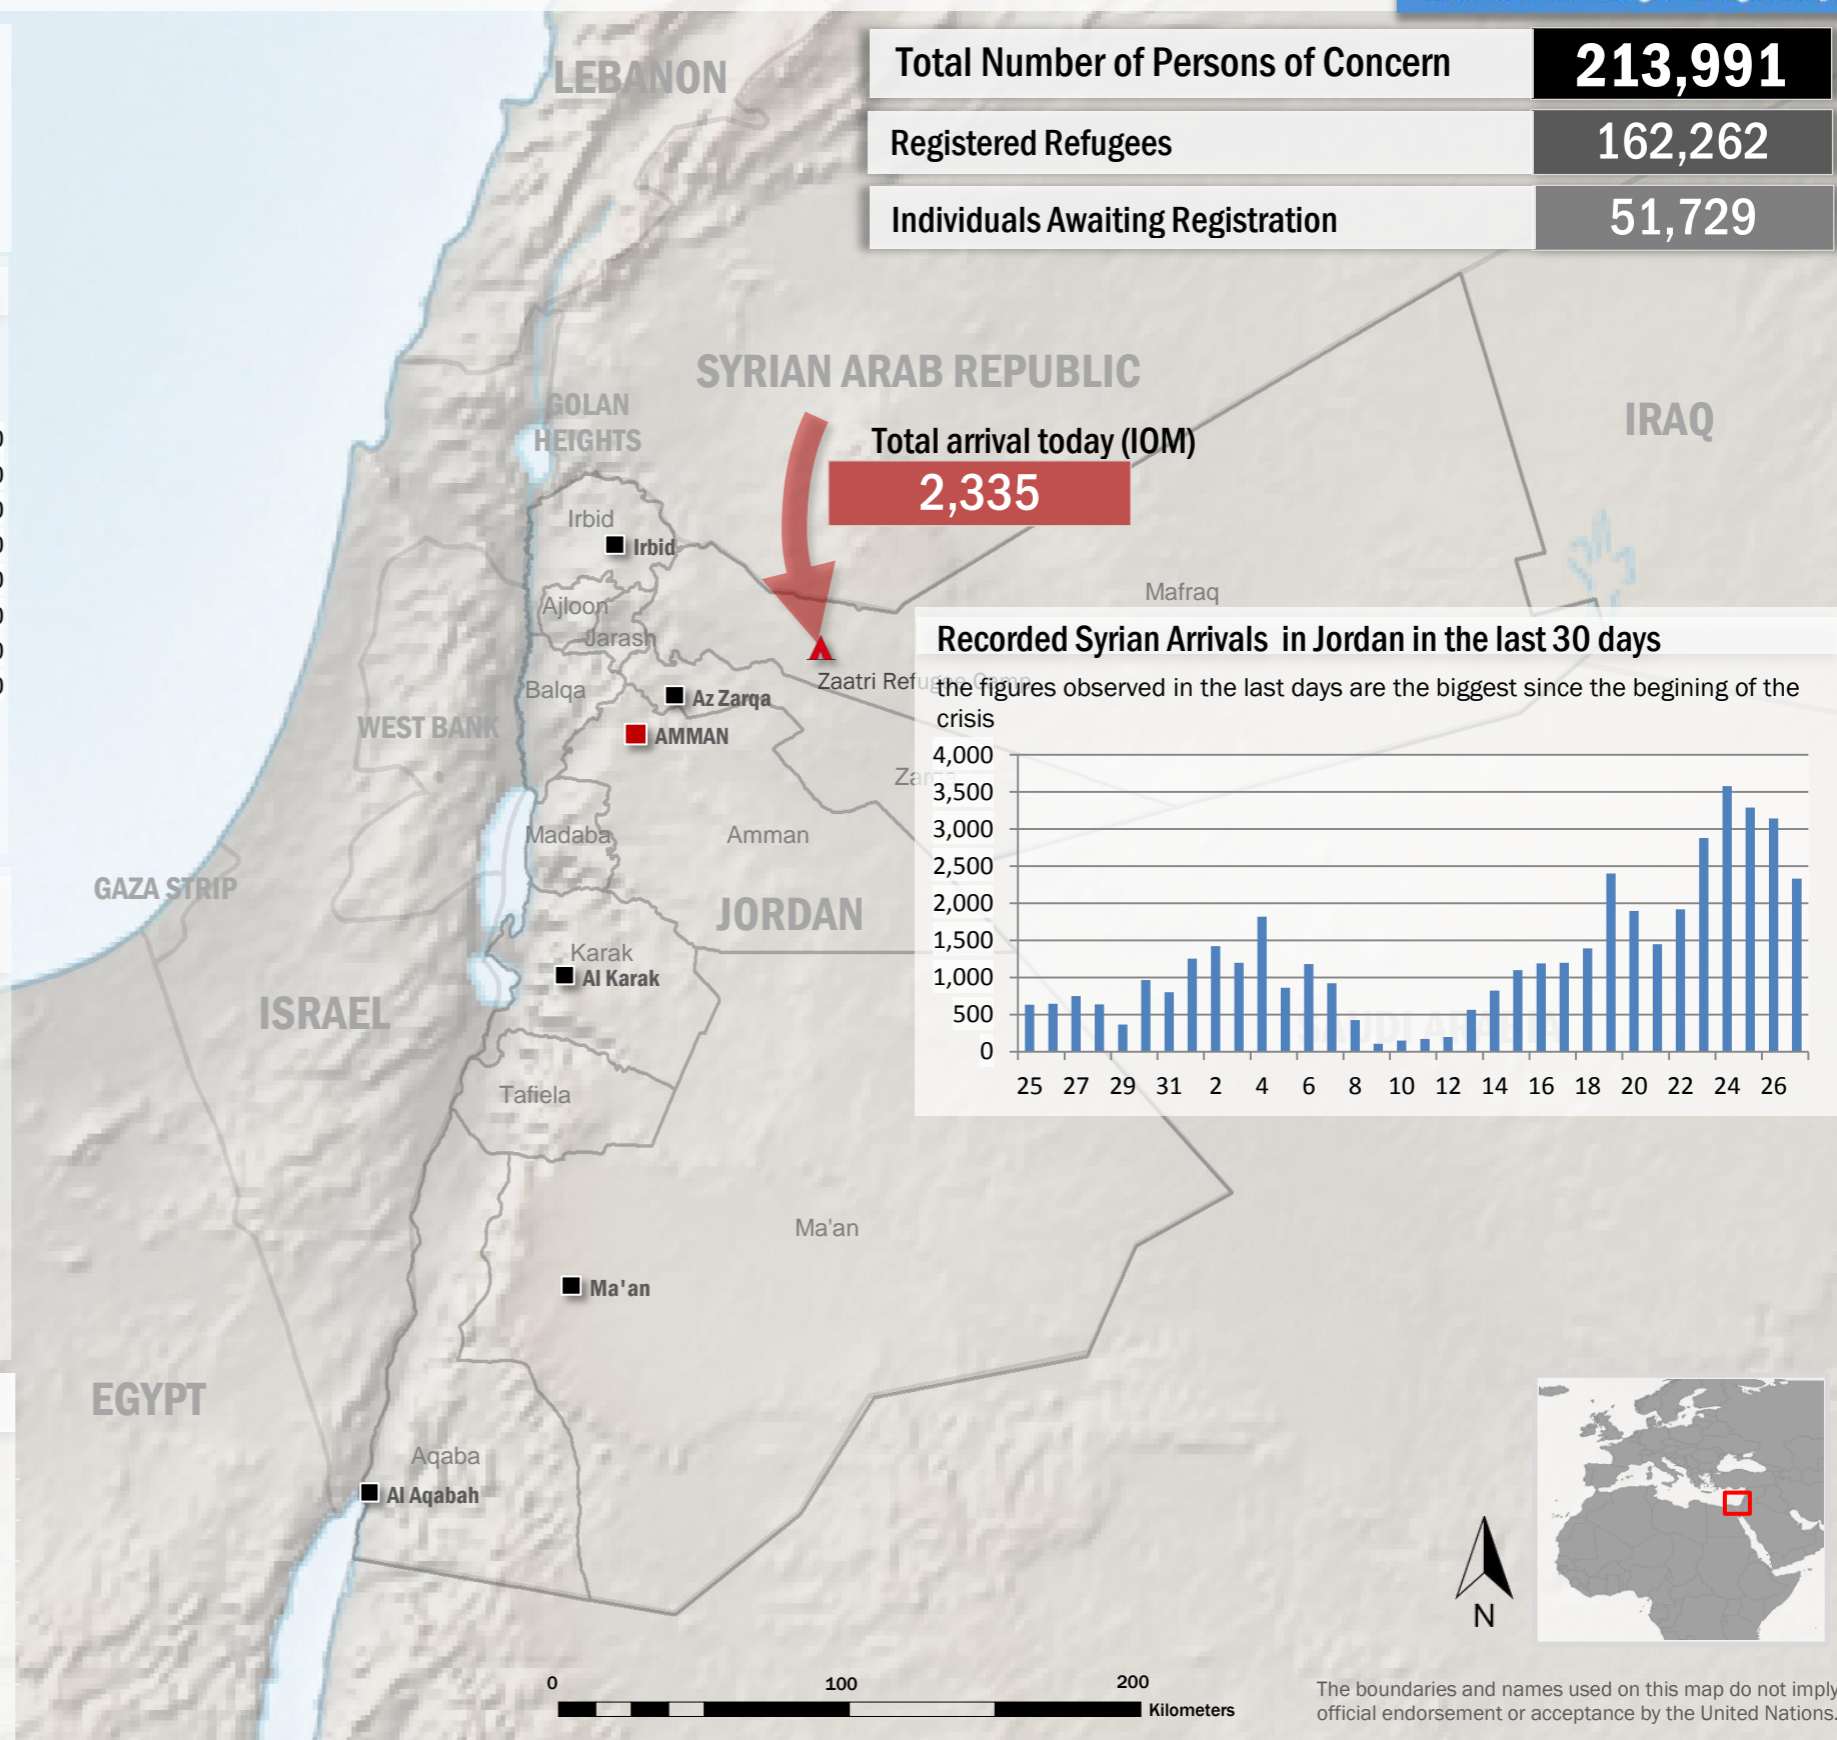 Total Number of Persons of Concern 213,991
Registered Refugees 162,262
Individuals Awaiting Registration 51,729
LEBANON
SYRIAN ARAB REPUBLIC
IRAQ
GOLAN
HEIGHTS
Total arrival today (IOM)
2,335
Irbid
Irbid
Mafraq
Ajloon
Jarash
Zaatri Refugee Camp
Balqa
Az Zarqa
WEST BANK
AMMAN
Zarqa
Madaba
Amman
GAZA STRIP
JORDAN
Karak
Al Karak
ISRAEL
SAUDI ARABIA
Tafiela
Ma'an
Ma'an
EGYPT
Aqaba
Al Aqabah
Recorded Syrian Arrivals in Jordan in the last 30 days
the figures observed in the last days are the biggest since the begining of the
crisis
4,000
3,500
3,000
2,500
2,000
1,500
1,000
500
0
25 27 29 31 2 4 6 8 10 12 14 16 18 20 22 24 26
N
0 100 200
Kilometers
The boundaries and names used on this map do not imply
official endorsement or acceptance by the United Nations.